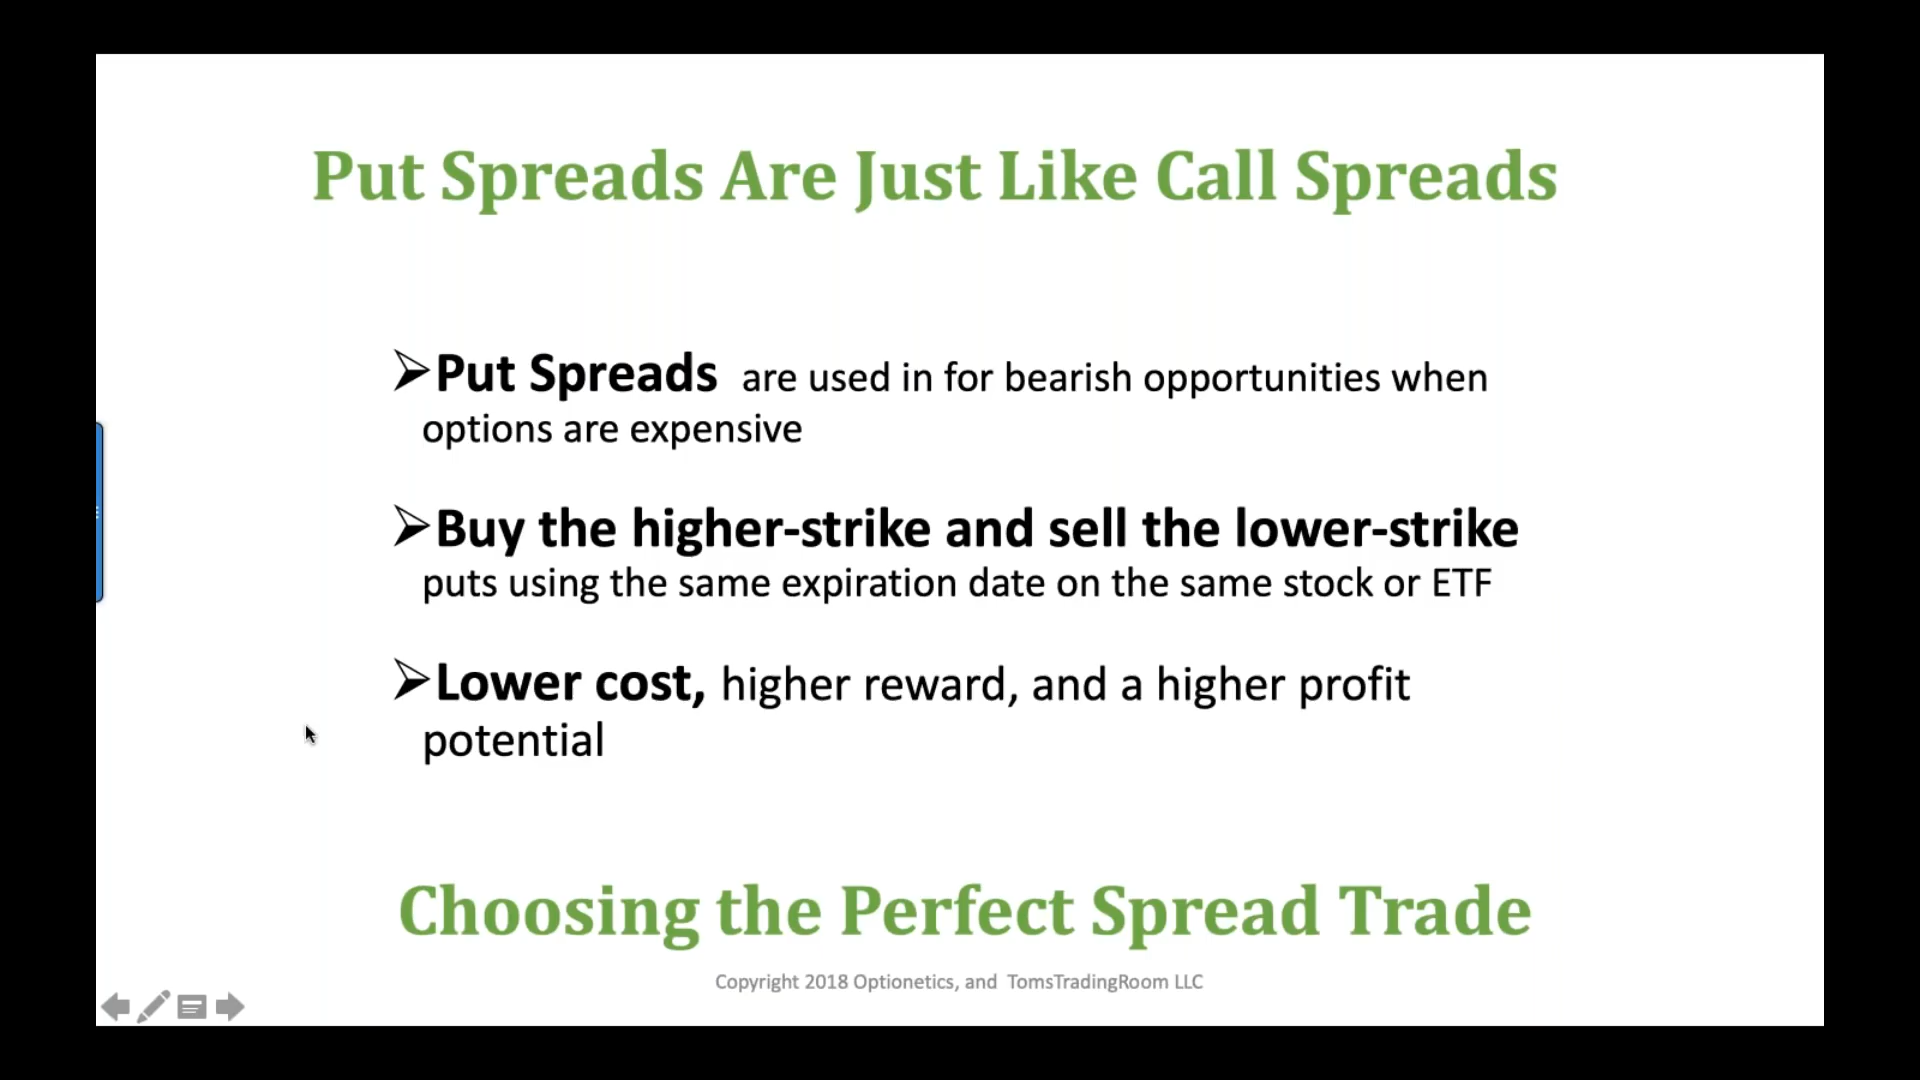 Put Spreads Are Just Like Call Spreads
➢Put Spreads are used in for bearish opportunities when
options are expensive
➢Buy the higher-strike and sell the lower-strike
puts using the same expiration date on the same stock or ETF
➢Lower cost, higher reward, and a higher profit
potential
Choosing the Perfect Spread Trade
Copyright 2018 Optionetics, and TomsTradingRoom LLC